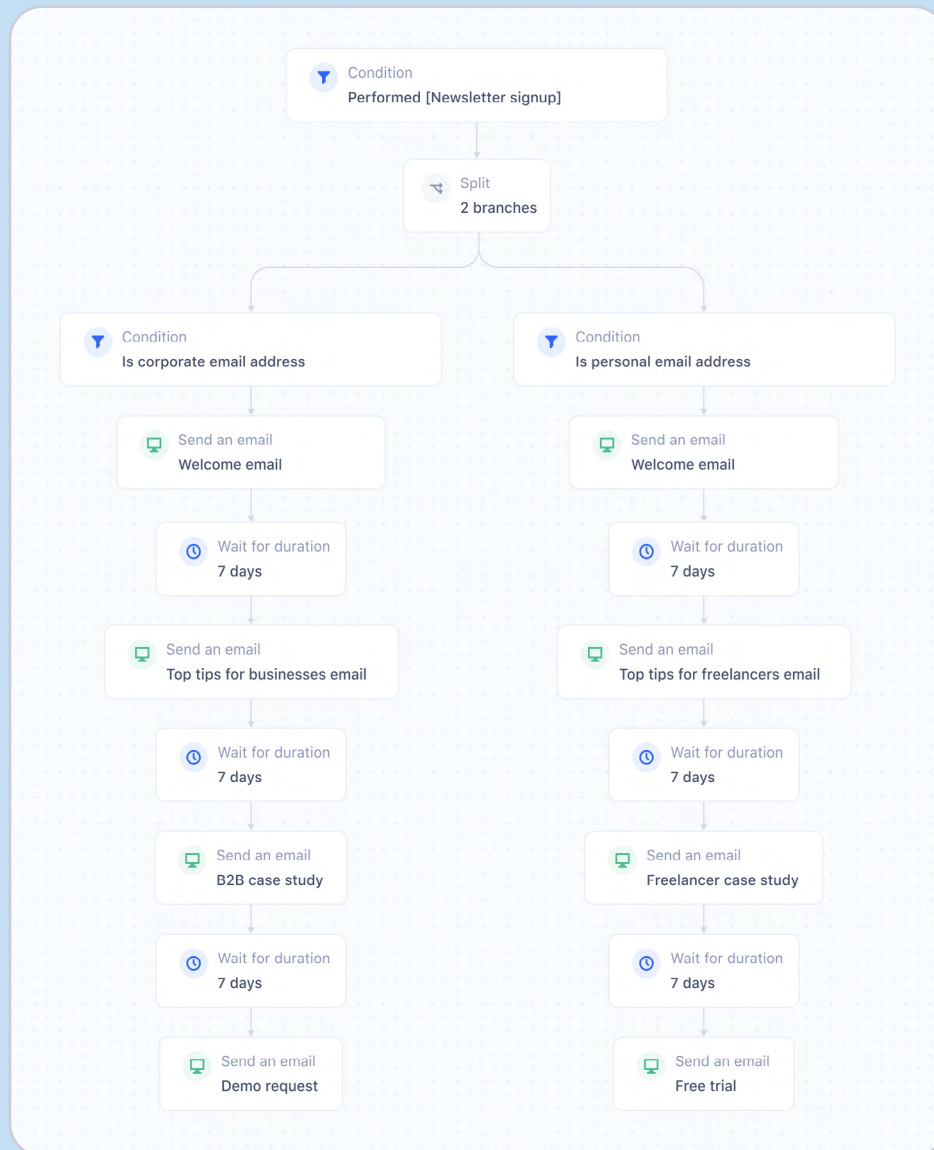 Condition
Performed [Newsletter signup]
Split
2 branches
Condition
Is corporate email address
Condition
Is personal email address
Send an email
Welcome email
Send an email
Welcome email
Wait for duration
7 days
Wait for duration
7 days
Send an email
Top tips for businesses email
Send an email
Top tips for freelancers email
Wait for duration
7 days
Wait for duration
7 days
Send an email
B2B case study
Send an email
Freelancer case study
Wait for duration
7 days
Wait for duration
7 days
Send an email
Demo request
Send an email
Free trial